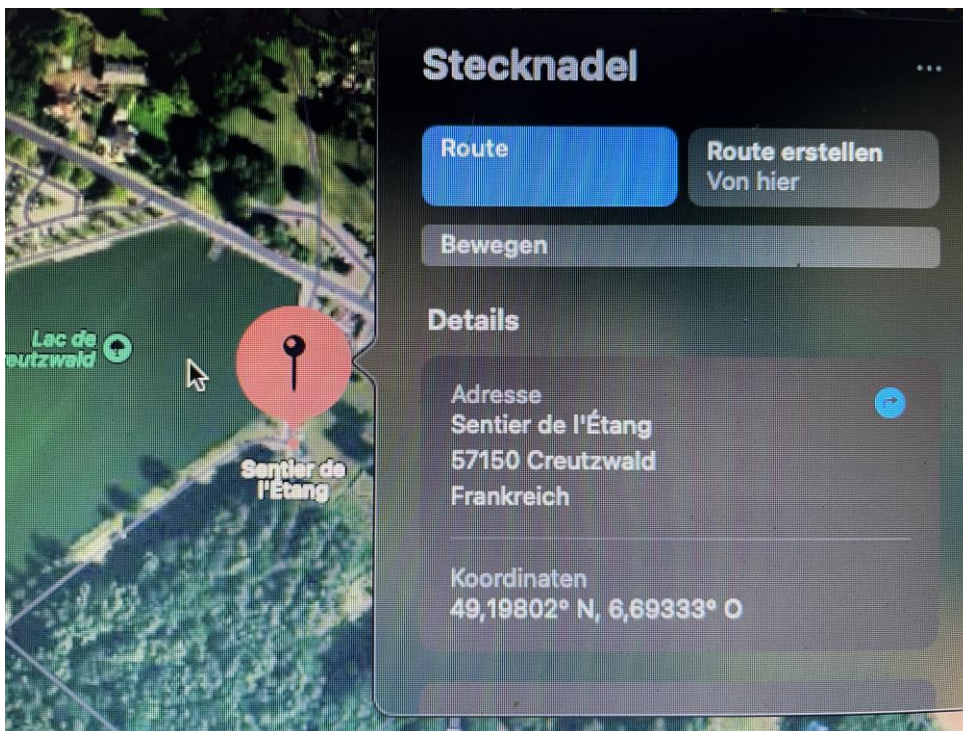 Stecknadel
Route
Route erstellen
Von hier
Bewegen
Lac de
eutzwald
Details
Adresse
Sentier de l'Étang
57150 Creutzwald
Frankreich
Sentier de
l'Étang
Koordinaten
49,19802° N, 6,69333° O